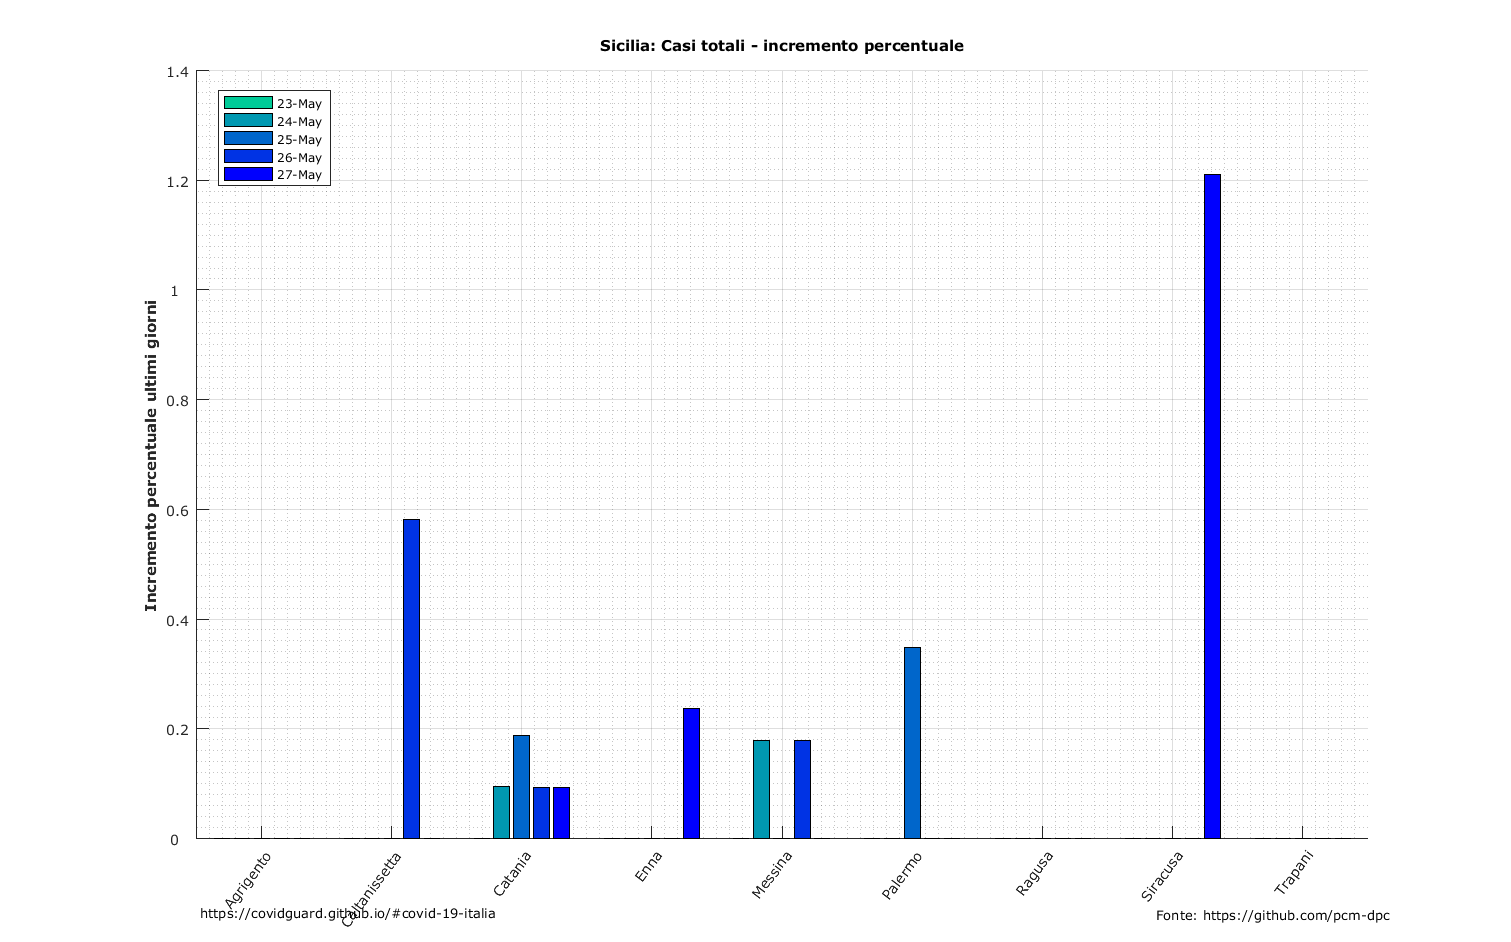 Sicilia: Casi totali - incremento percentuale
1.4
1.2
1
0.8
0.6
0.4
0.2
0
Incremento percentuale ultimi giorni
23-May
24-May
25-May
26-May
27-May
Agrigento
Caltanissetta
Catania
Enna
Messina
Palermo
Ragusa
Siracusa
Trapani
https://covidguard.github.io/#covid-19-italia
Fonte: https://github.com/pcm-dpc